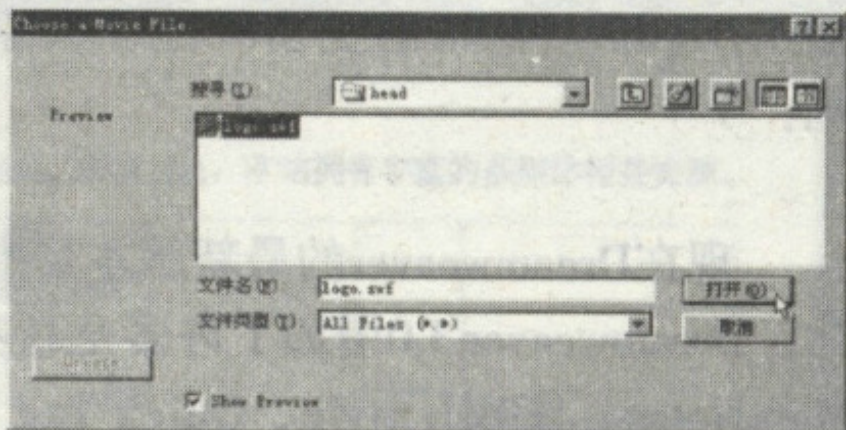 Choose a Movie File
搜寻(I)
head
Preview
logo.swf
文件名(N):
logo.swf
打开(O)
文件类型(T):
All Files (*.*)
取消
Create
Show Preview